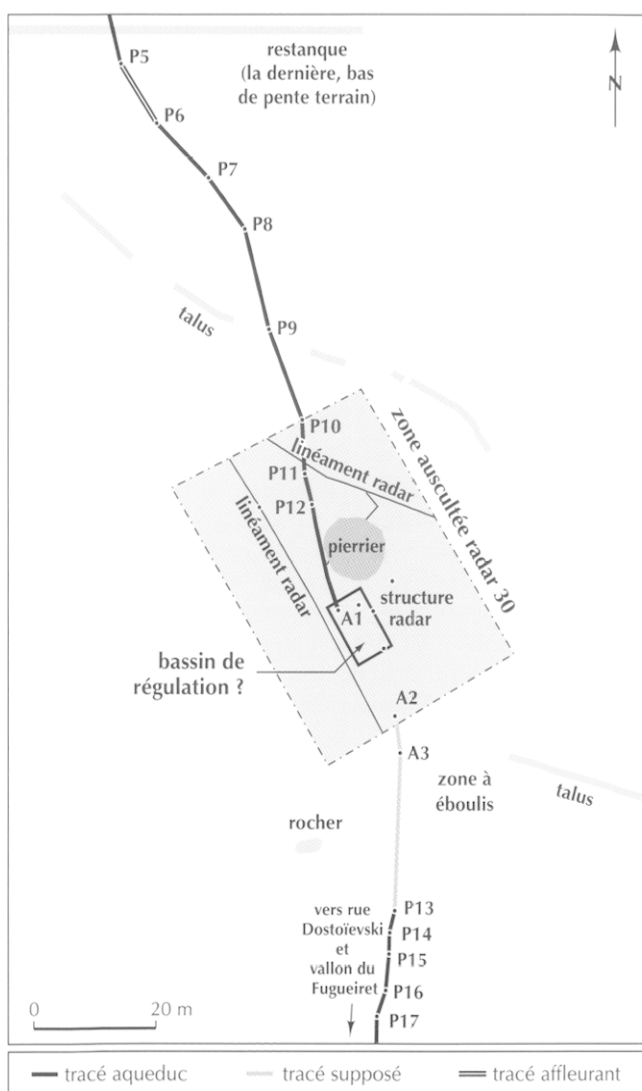 restanque
(la dernière, bas
de pente terrain)
N
P5
P6
P7
P8
talus
P9
P10
linéament radar
zone auscultée radar 30
P11
P12
linéament radar
pierrier
structure
radar
A1
bassin de
régulation ?
A2
A3
zone à
éboulis
talus
rocher
vers rue
Dostoïevski
et
vallon du
Fugueiret
P13
P14
P15
P16
P17
0 20 m
tracé aqueduc tracé supposé tracé affleurant